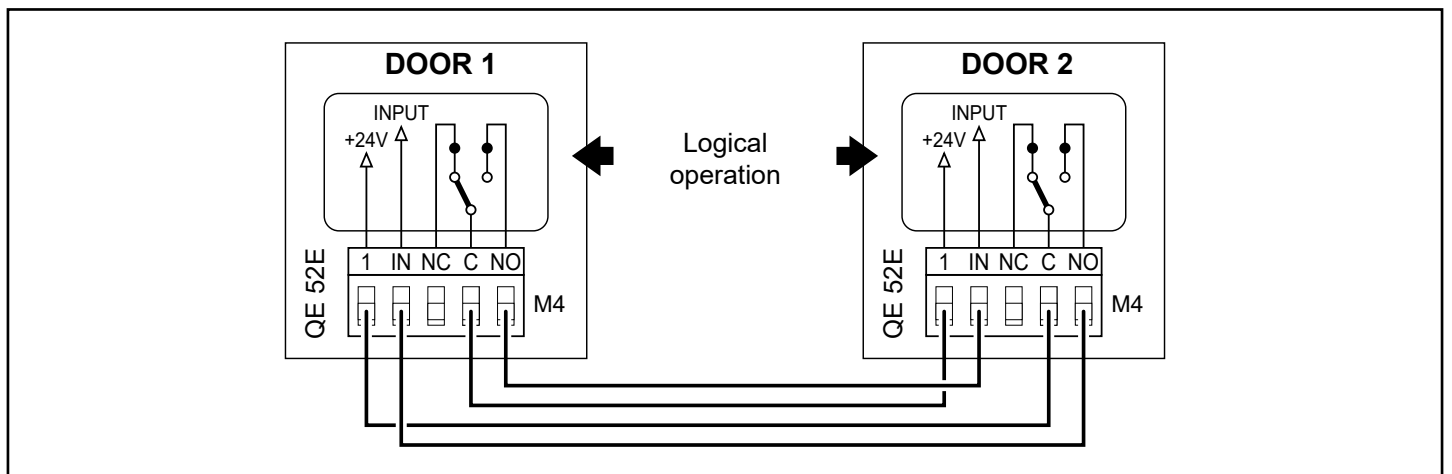 DOOR 1
INPUT
+24V
1 IN NC C NO
QE 52E
M4
Logical
operation
DOOR 2
INPUT
+24V
1 IN NC C NO
QE 52E
M4